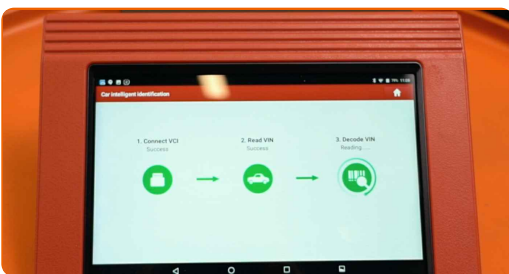 Car intelligent identification
1. Connect VCI
Success
2. Read VIN
Success
3. Decode VIN
Reading......